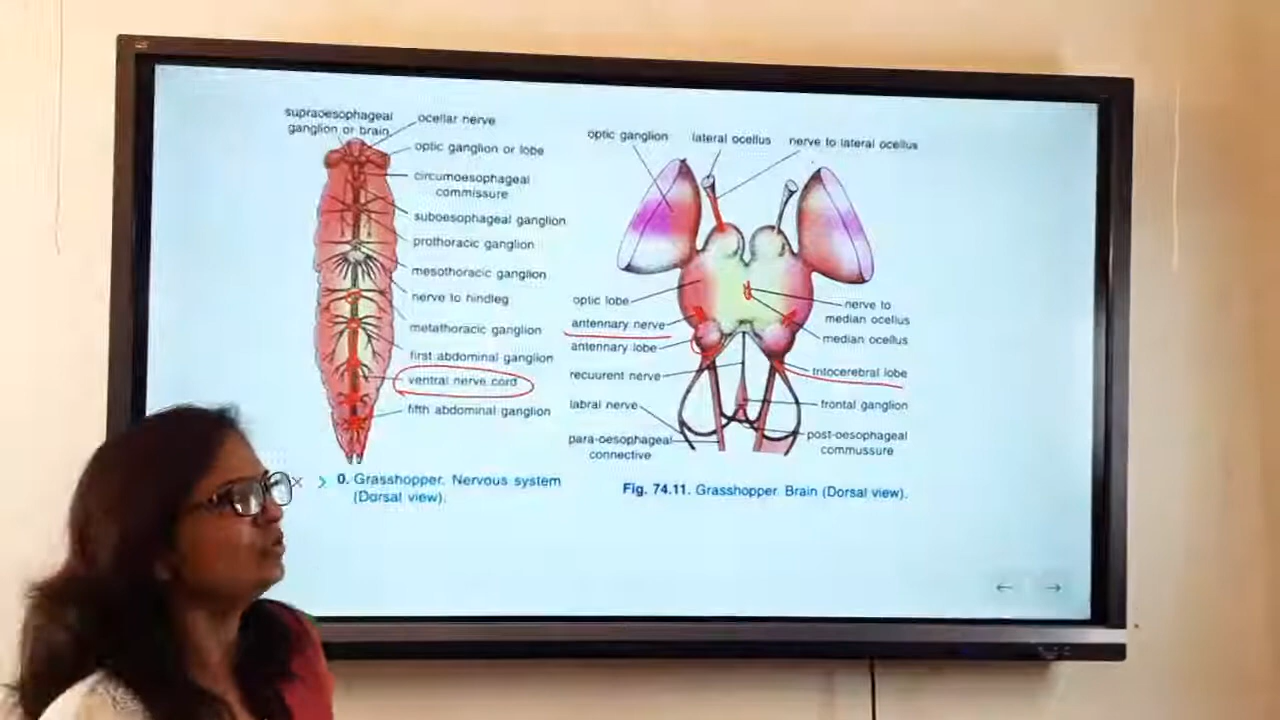 supraoesophageal
ganglion or brain
ocellar nerve
optic ganglion or lobe
circumoesophageal
commissure
suboesophageal ganglion
prothoracic ganglion
mesothoracic ganglion
nerve to hindleg
metathoracic ganglion
first abdominal ganglion
ventral nerve cord
fifth abdominal ganglion
0. Grasshopper. Nervous system
(Dorsal view).
optic ganglion
lateral ocellus
nerve to lateral ocellus
optic lobe
antennary nerve
antennary lobe
recuurent nerve
labral nerve
para-oesophageal
connective
nerve to
median ocellus
median ocellus
tritocerebral lobe
frontal ganglion
post-oesophageal
commussure
Fig. 74.11. Grasshopper. Brain (Dorsal view).